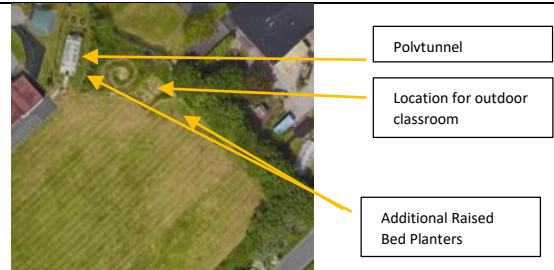 Polytunnel
Location for outdoor
classroom
Additional Raised
Bed Planters